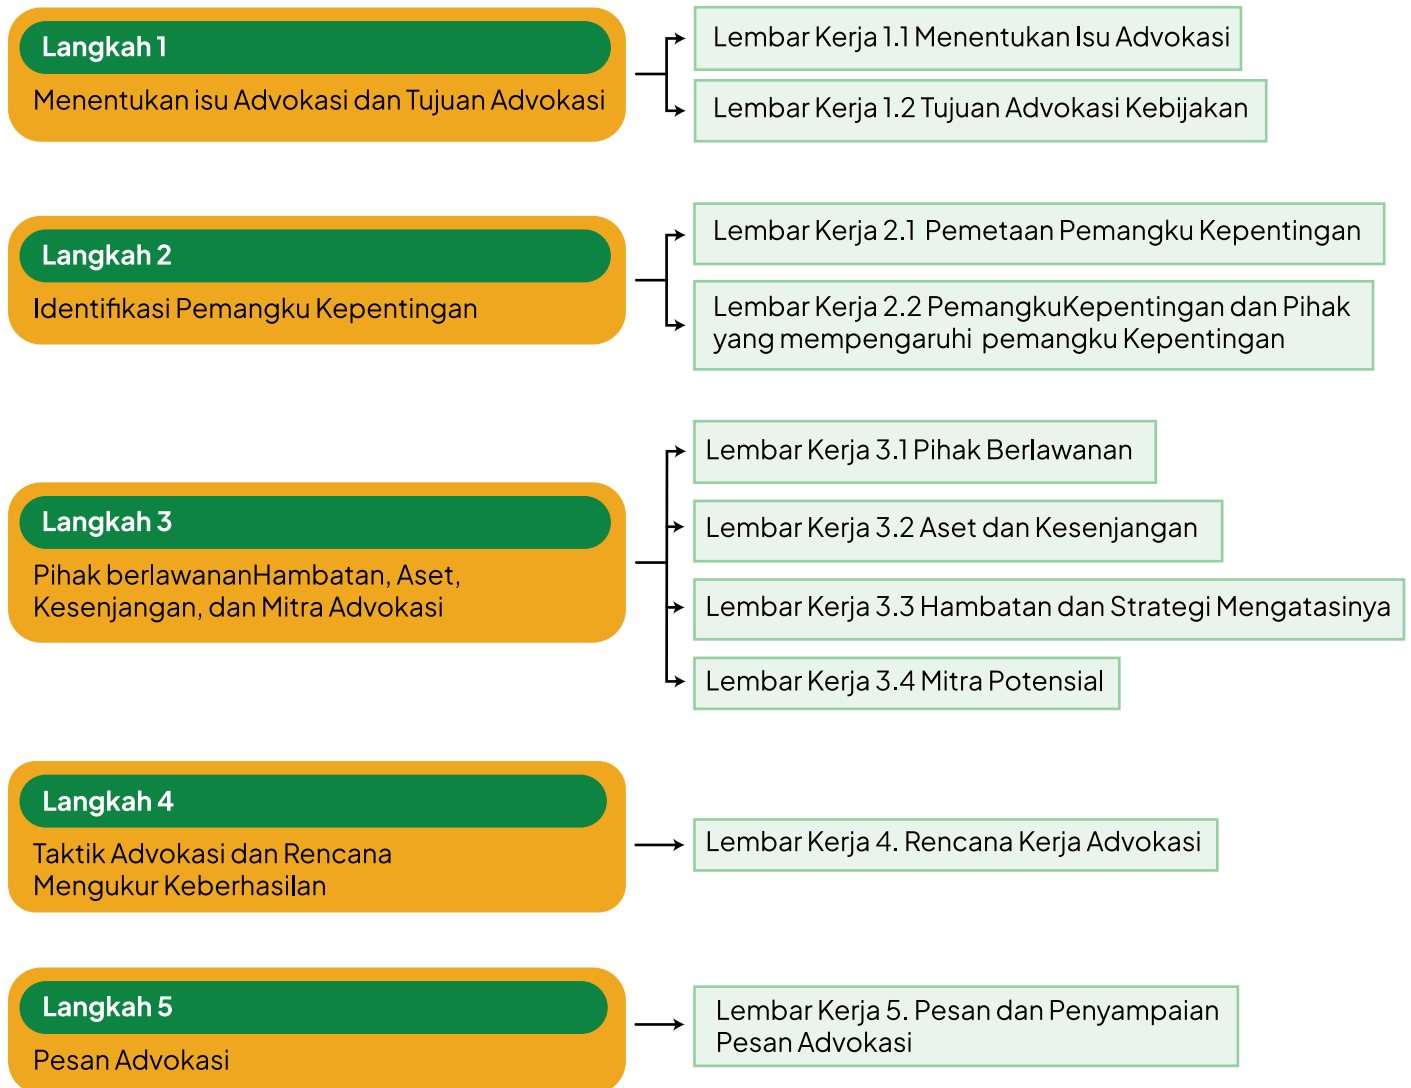 Langkah 1
Menentukan isu Advokasi dan Tujuan Advokasi
Lembar Kerja 1.1 Menentukan Isu Advokasi
Lembar Kerja 1.2 Tujuan Advokasi Kebijakan
Langkah 2
Identifikasi Pemangku Kepentingan
Lembar Kerja 2.1 Pemetaan Pemangku Kepentingan
Lembar Kerja 2.2 PemangkuKepentingan dan Pihak
yang mempengaruhi pemangku Kepentingan
Langkah 3
Pihak berlawananHambatan, Aset,
Kesenjangan, dan Mitra Advokasi
Lembar Kerja 3.1 Pihak Berlawanan
Lembar Kerja 3.2 Aset dan Kesenjangan
Lembar Kerja 3.3 Hambatan dan Strategi Mengatasinya
Lembar Kerja 3.4 Mitra Potensial
Langkah 4
Taktik Advokasi dan Rencana
Mengukur Keberhasilan
Lembar Kerja 4. Rencana Kerja Advokasi
Langkah 5
Pesan Advokasi
Lembar Kerja 5. Pesan dan Penyampaian
Pesan Advokasi